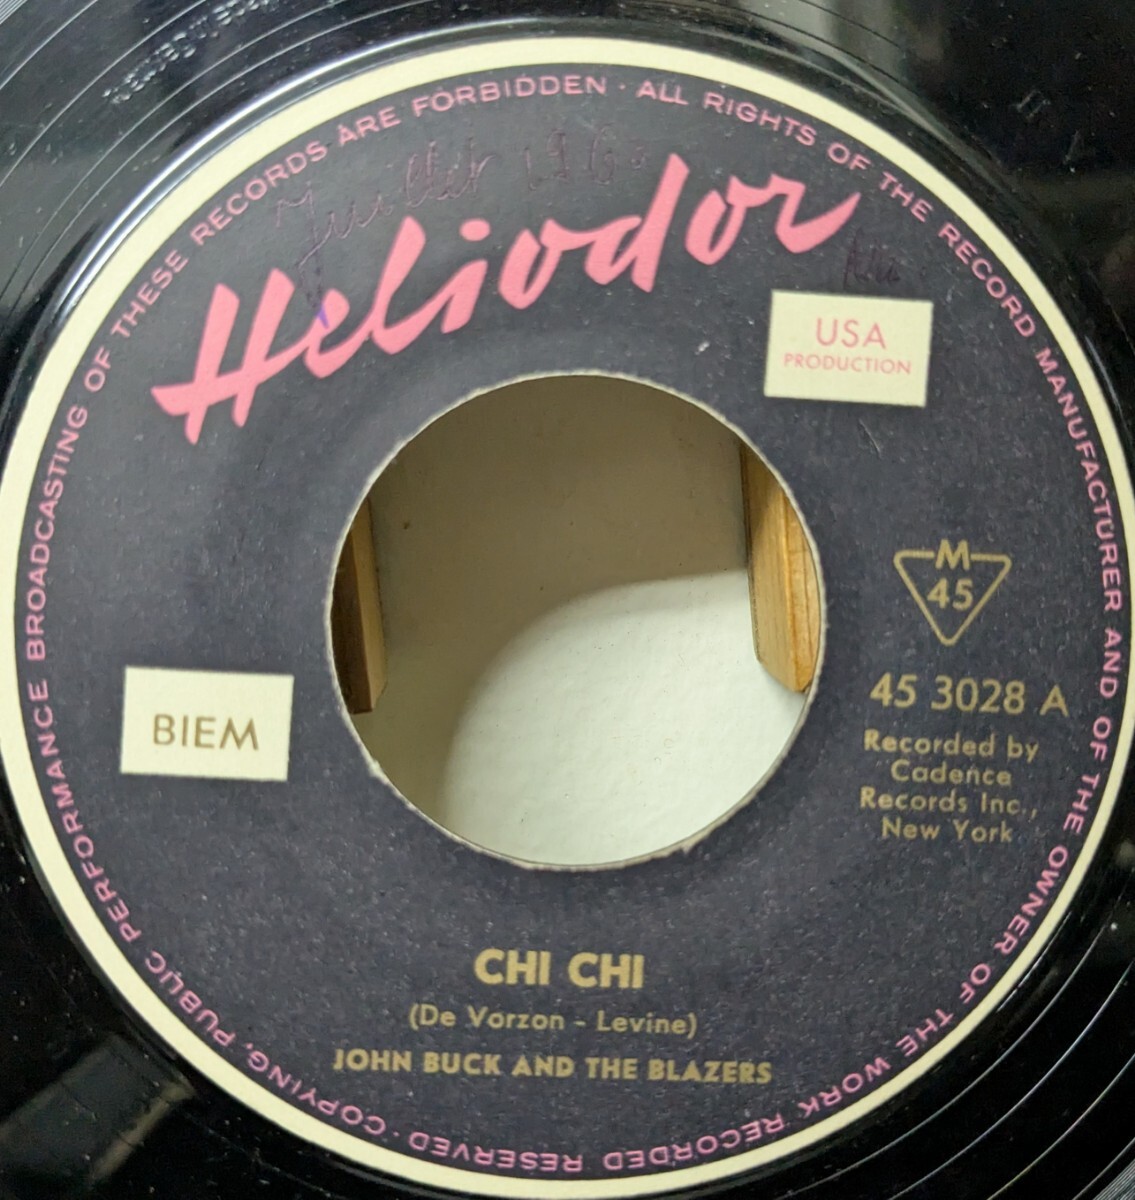 COPYING, PUBLIC PERFORMANCE BROADCASTING OF THESE RECORDS ARE FORBIDDEN · ALL RIGHTS OF THE RECORD MANUFACTURER AND OF THE OWNER OF THE WORK RECORDED RESERVED ·
Juillet
Heliodor
USA
PRODUCTION
M
45
BIEM
45 3028 A
Recorded by
Cadence
Records Inc.,
New York
CHI CHI
(De Vorzon - Levine)
JOHN BUCK AND THE BLAZERS